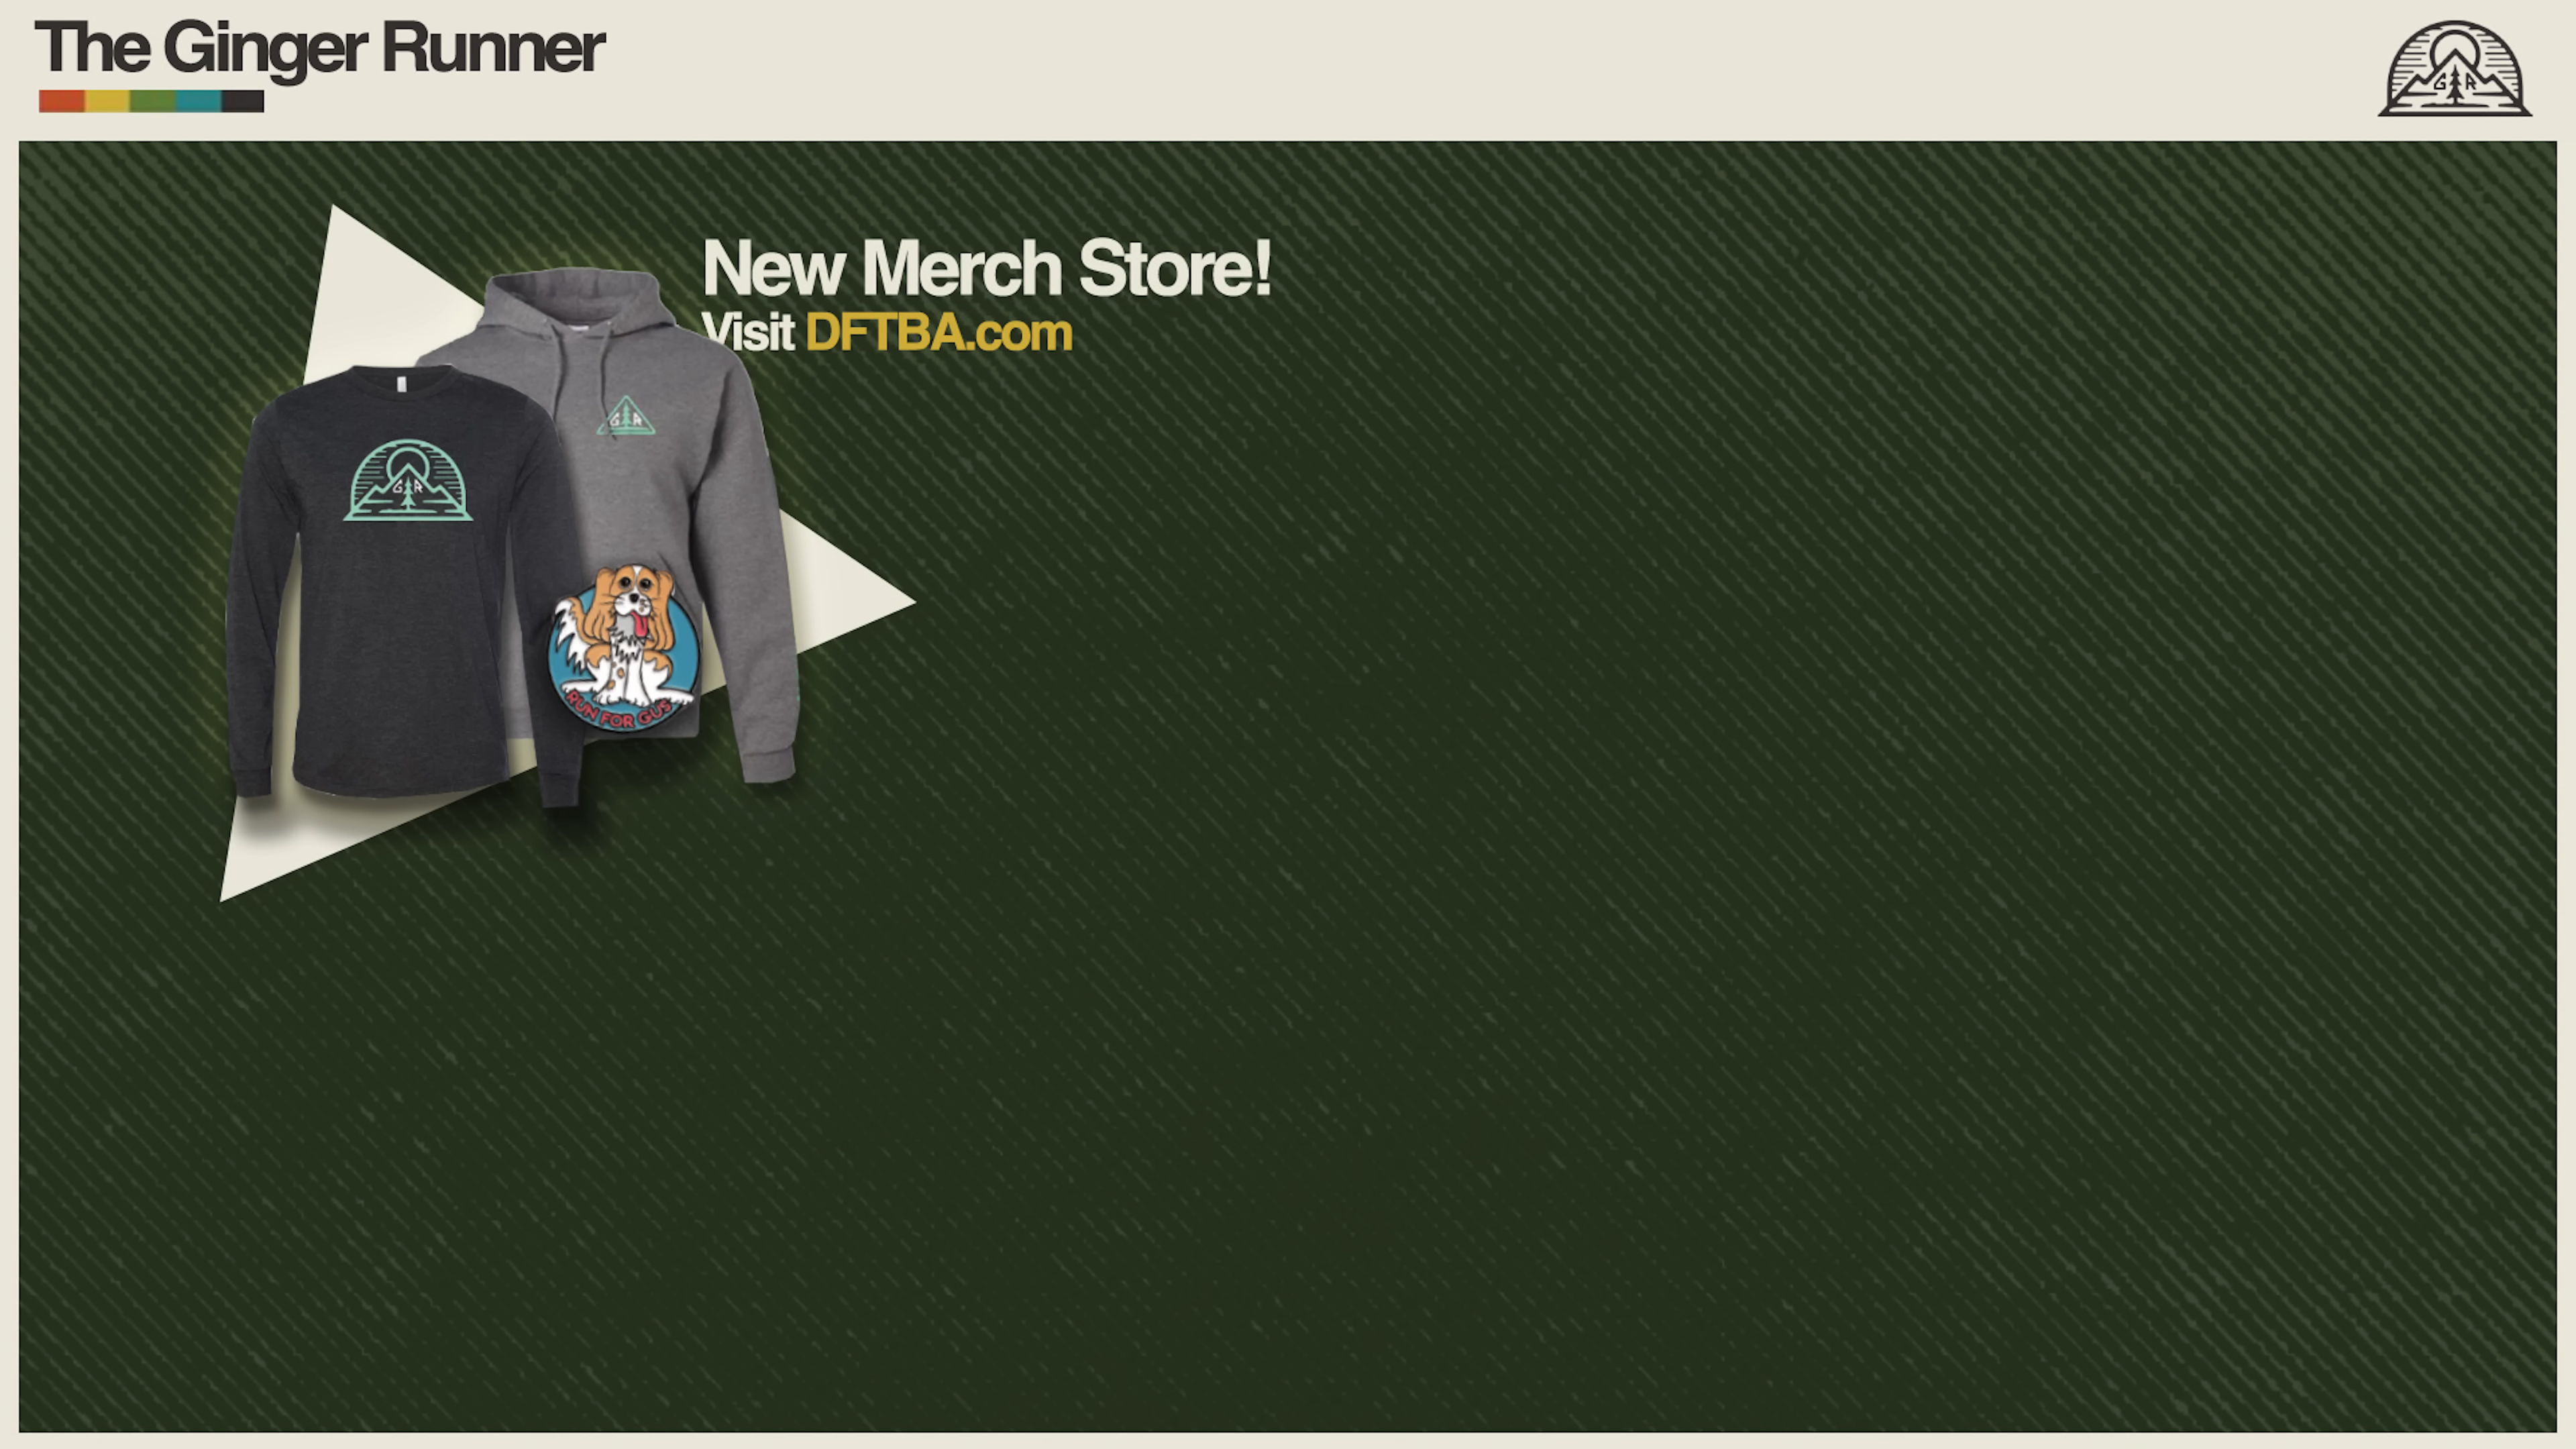 The Ginger Runner
G R
New Merch Store!
Visit DFTBA.com
G R
G R
RUN FOR GUS